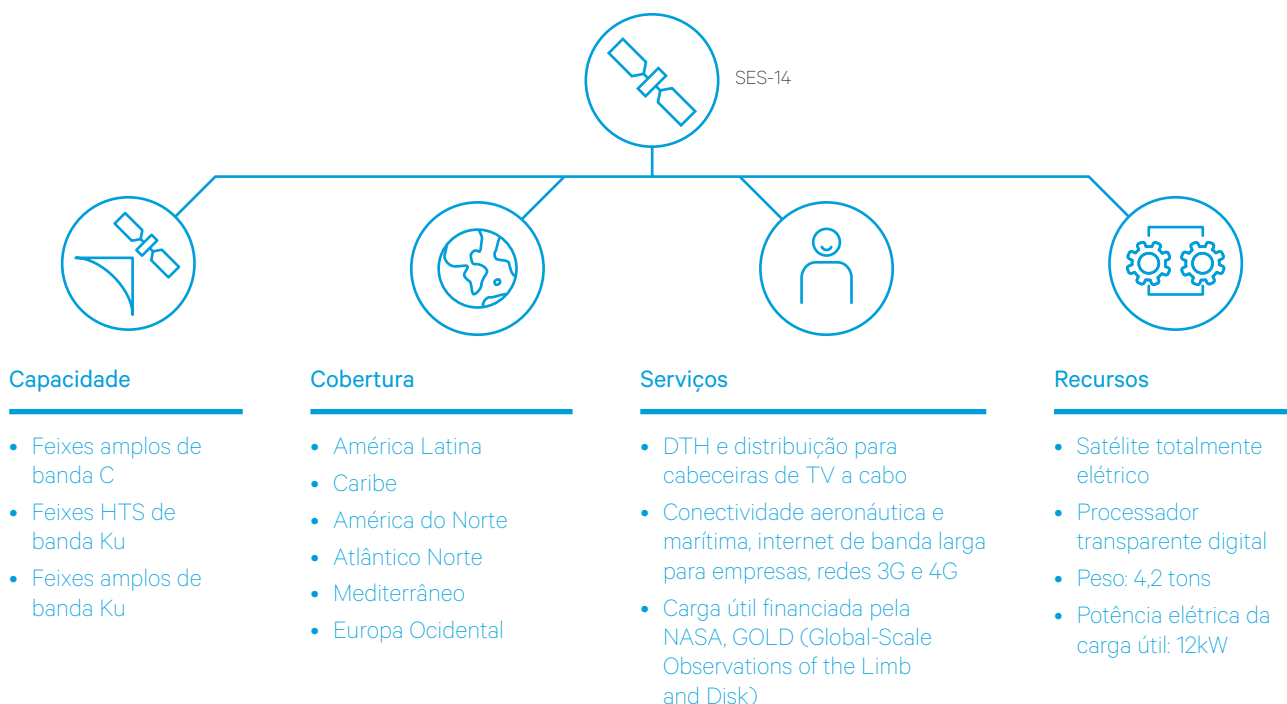 SES-14
Capacidade
• Feixes amplos de
banda C
• Feixes HTS de
banda Ku
• Feixes amplos de
banda Ku
Cobertura
• América Latina
• Caribe
• América do Norte
• Atlântico Norte
• Mediterrâneo
• Europa Ocidental
Serviços
• DTH e distribuição para
cabeceiras de TV a cabo
• Conectividade aeronáutica e
marítima, internet de banda larga
para empresas, redes 3G e 4G
• Carga útil financiada pela
NASA, GOLD (Global-Scale
Observations of the Limb
and Disk)
Recursos
• Satélite totalmente
elétrico
• Processador
transparente digital
• Peso: 4,2 tons
• Potência elétrica da
carga útil: 12kW